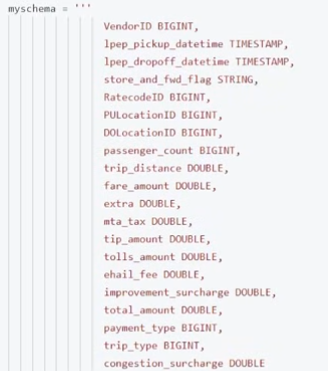 myschema = '''
VendorID BIGINT,
lpep_pickup_datetime TIMESTAMP,
lpep_dropoff_datetime TIMESTAMP,
store_and_fwd_flag STRING,
RatecodeID BIGINT,
PULocationID BIGINT,
DOLocationID BIGINT,
passenger_count BIGINT,
trip_distance DOUBLE,
fare_amount DOUBLE,
extra DOUBLE,
mta_tax DOUBLE,
tip_amount DOUBLE,
tolls_amount DOUBLE,
ehail_fee DOUBLE,
improvement_surcharge DOUBLE,
total_amount DOUBLE,
payment_type BIGINT,
trip_type BIGINT,
congestion_surcharge DOUBLE